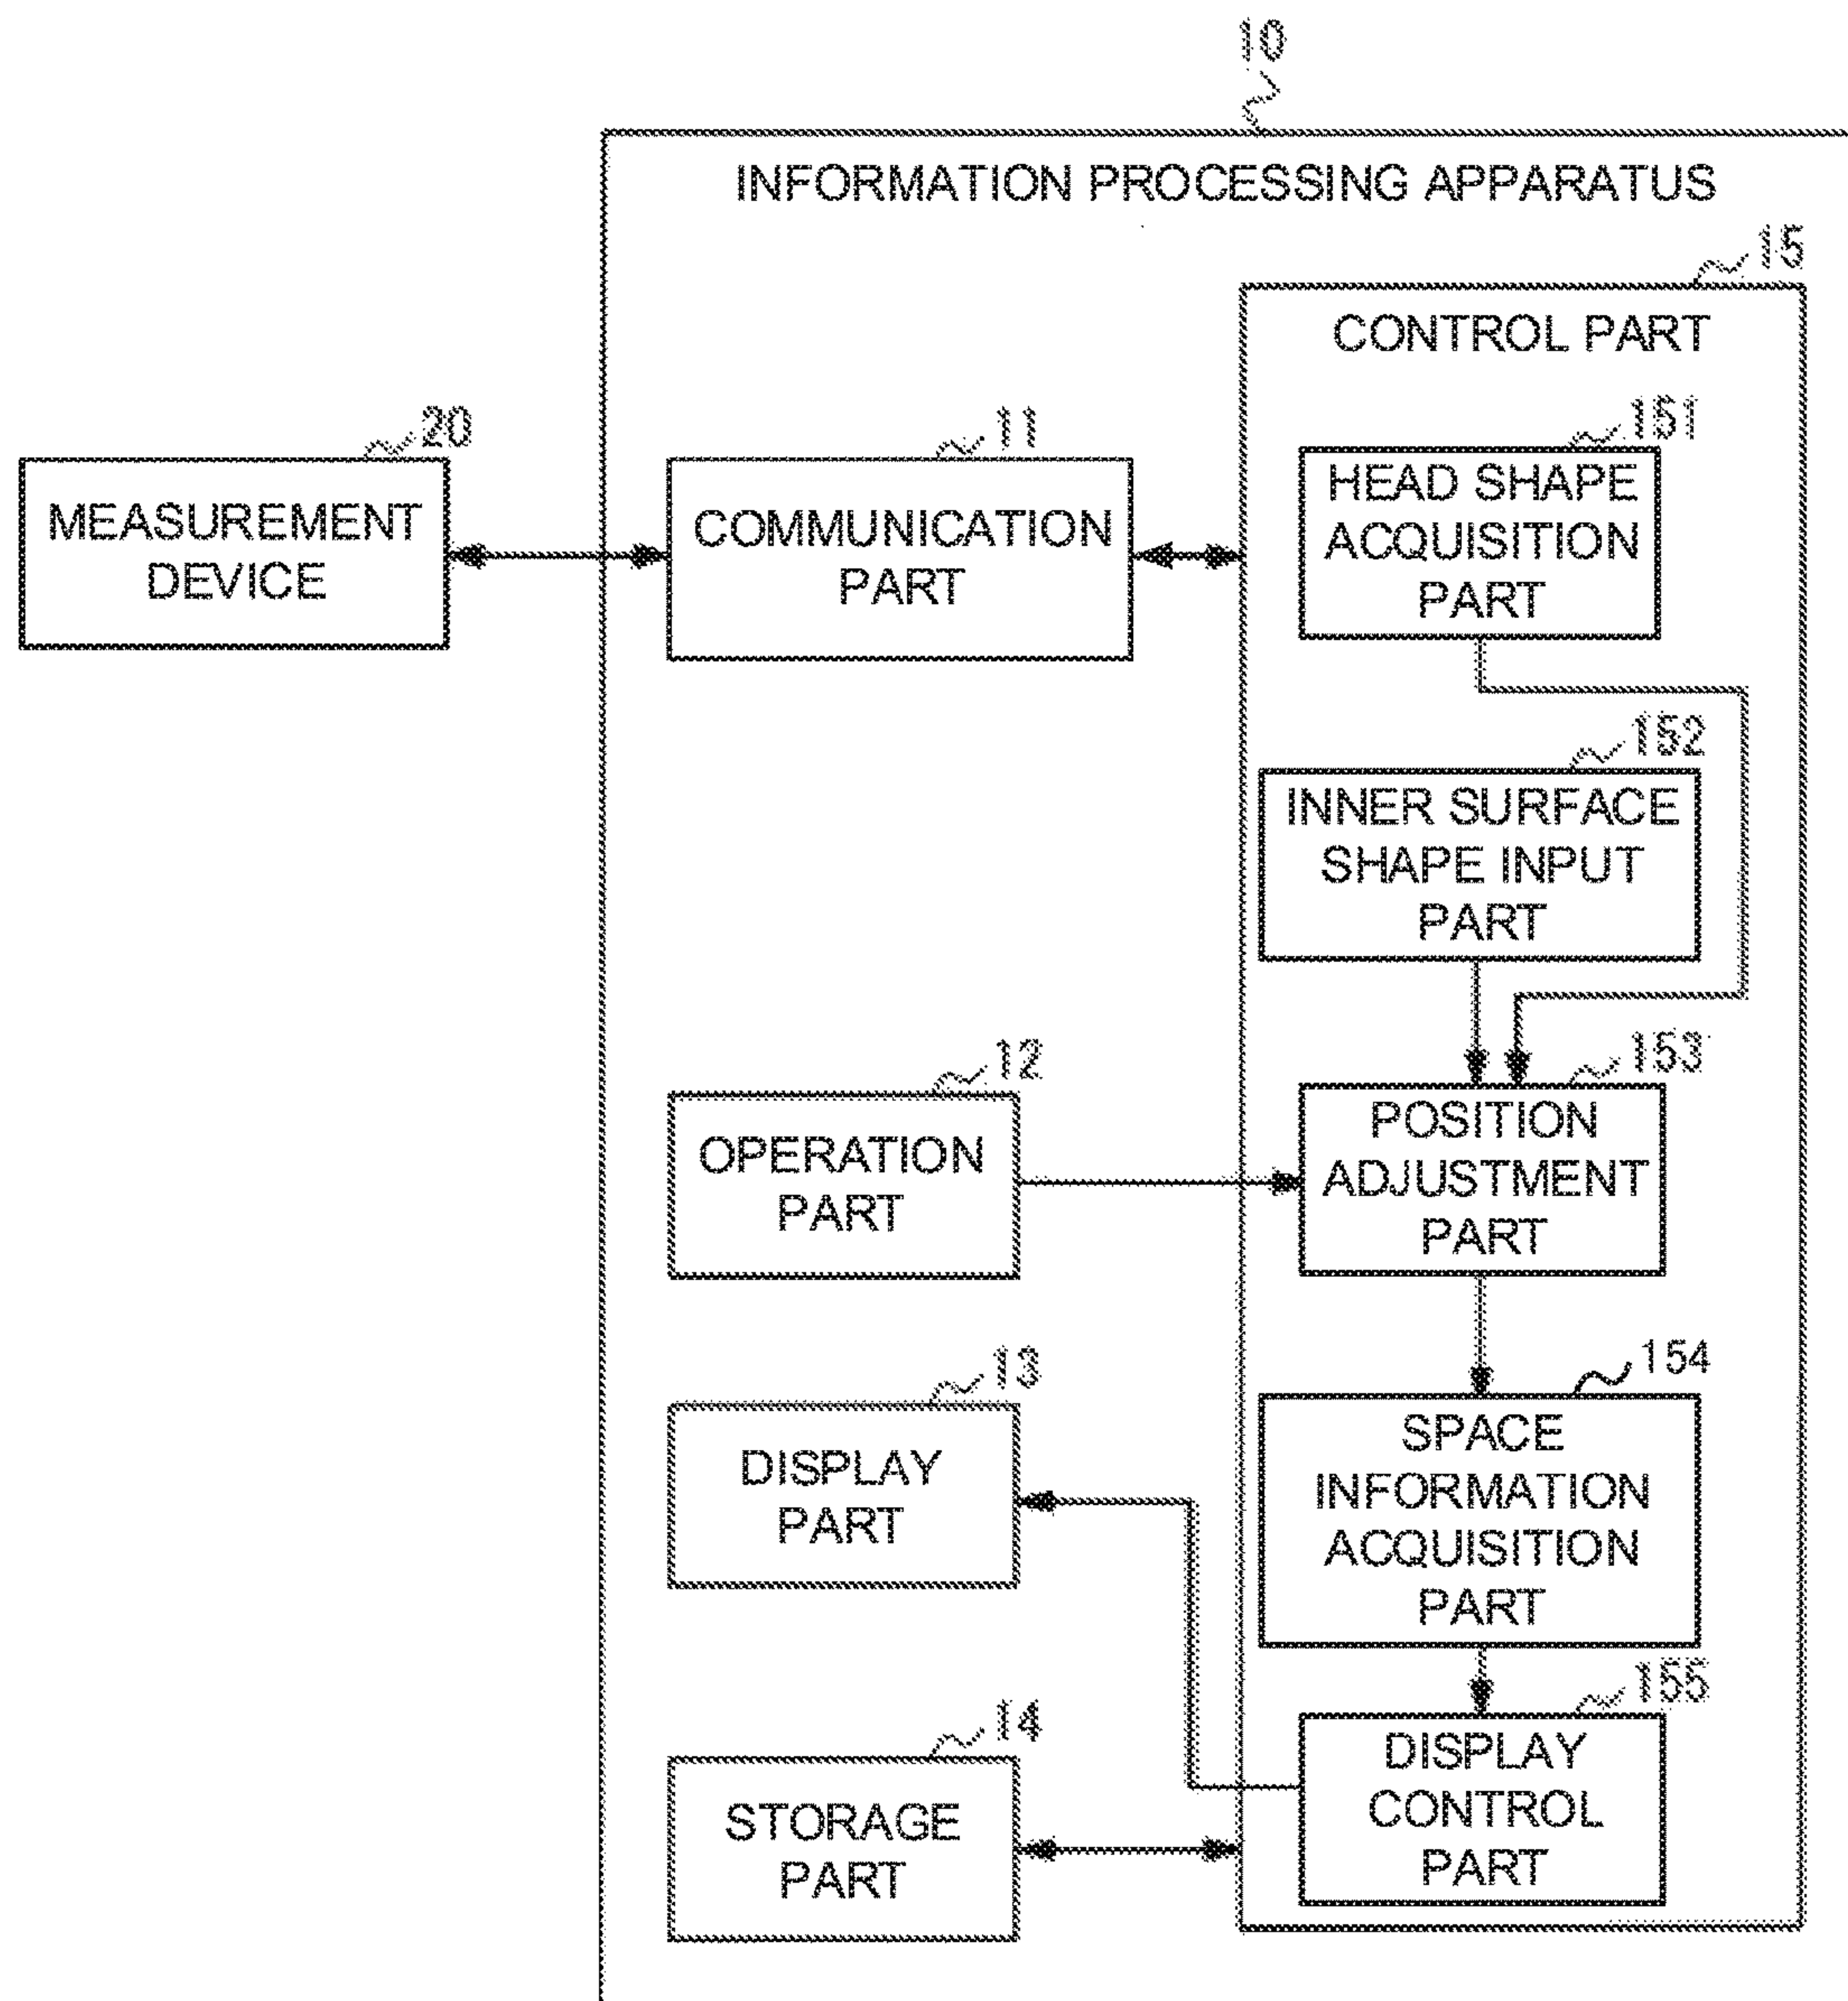 10
INFORMATION PROCESSING APPARATUS
15
CONTROL PART
20
MEASUREMENT
DEVICE
11
COMMUNICATION
PART
151
HEAD SHAPE
ACQUISITION
PART
152
INNER SURFACE
SHAPE INPUT
PART
12
OPERATION
PART
153
POSITION
ADJUSTMENT
PART
13
DISPLAY
PART
154
SPACE
INFORMATION
ACQUISITION
PART
14
STORAGE
PART
155
DISPLAY
CONTROL
PART